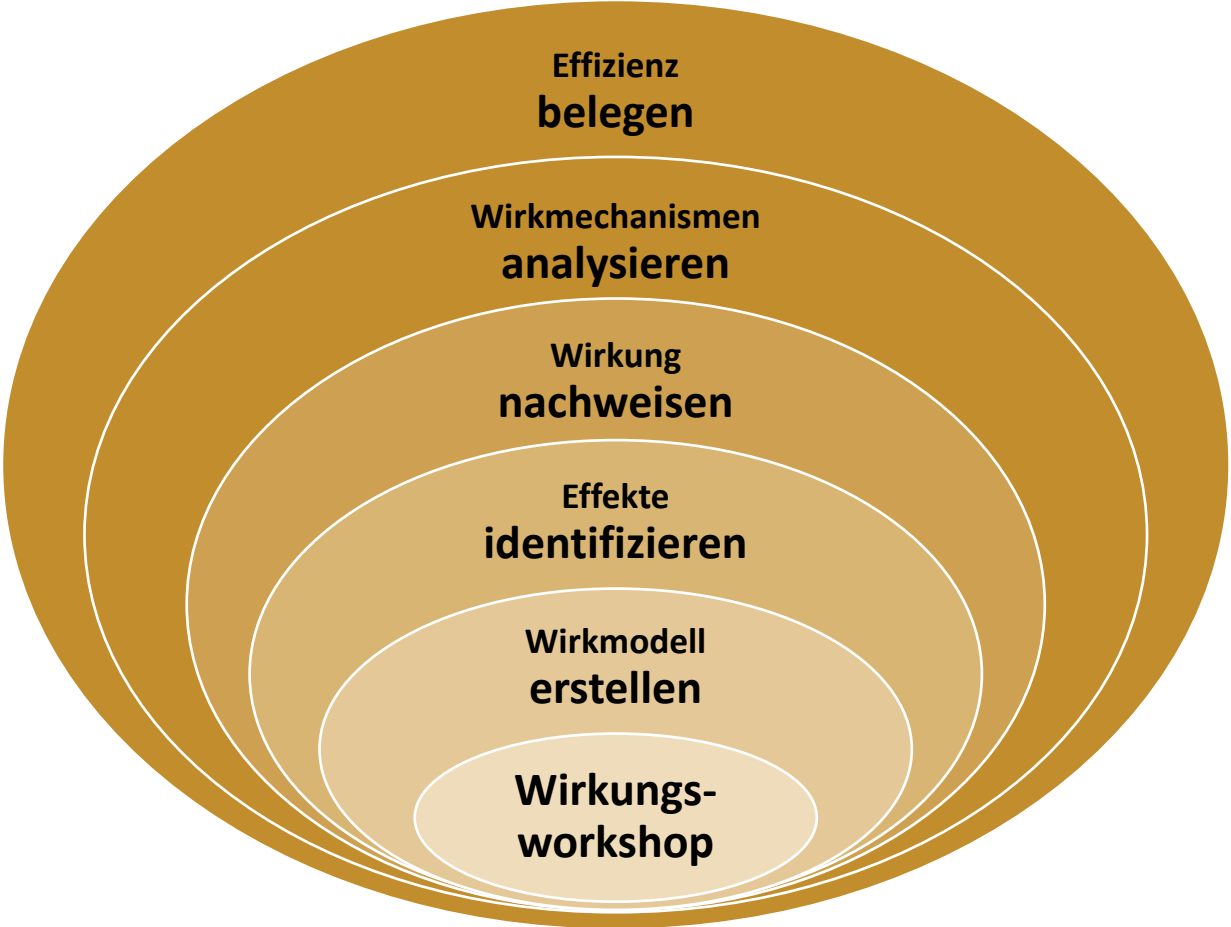 Effizienz
belegen
Wirkmechanismen
analysieren
Wirkung
nachweisen
Effekte
identifizieren
Wirkmodell
erstellen
Wirkungs-
workshop